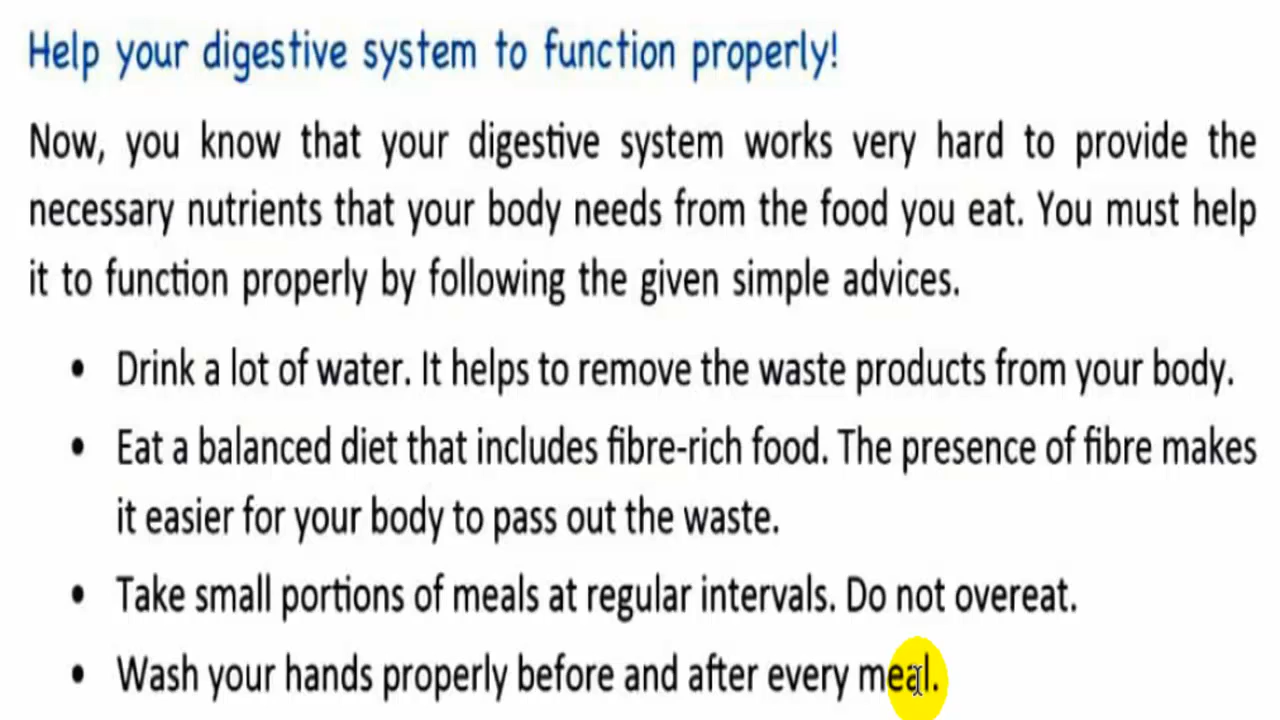 Help your digestive system to function properly!
Now, you know that your digestive system works very hard to provide the
necessary nutrients that your body needs from the food you eat. You must help
it to function properly by following the given simple advices.
• Drink a lot of water. It helps to remove the waste products from your body.
• Eat a balanced diet that includes fibre-rich food. The presence of fibre makes
it easier for your body to pass out the waste.
• Take small portions of meals at regular intervals. Do not overeat.
• Wash your hands properly before and after every meal.